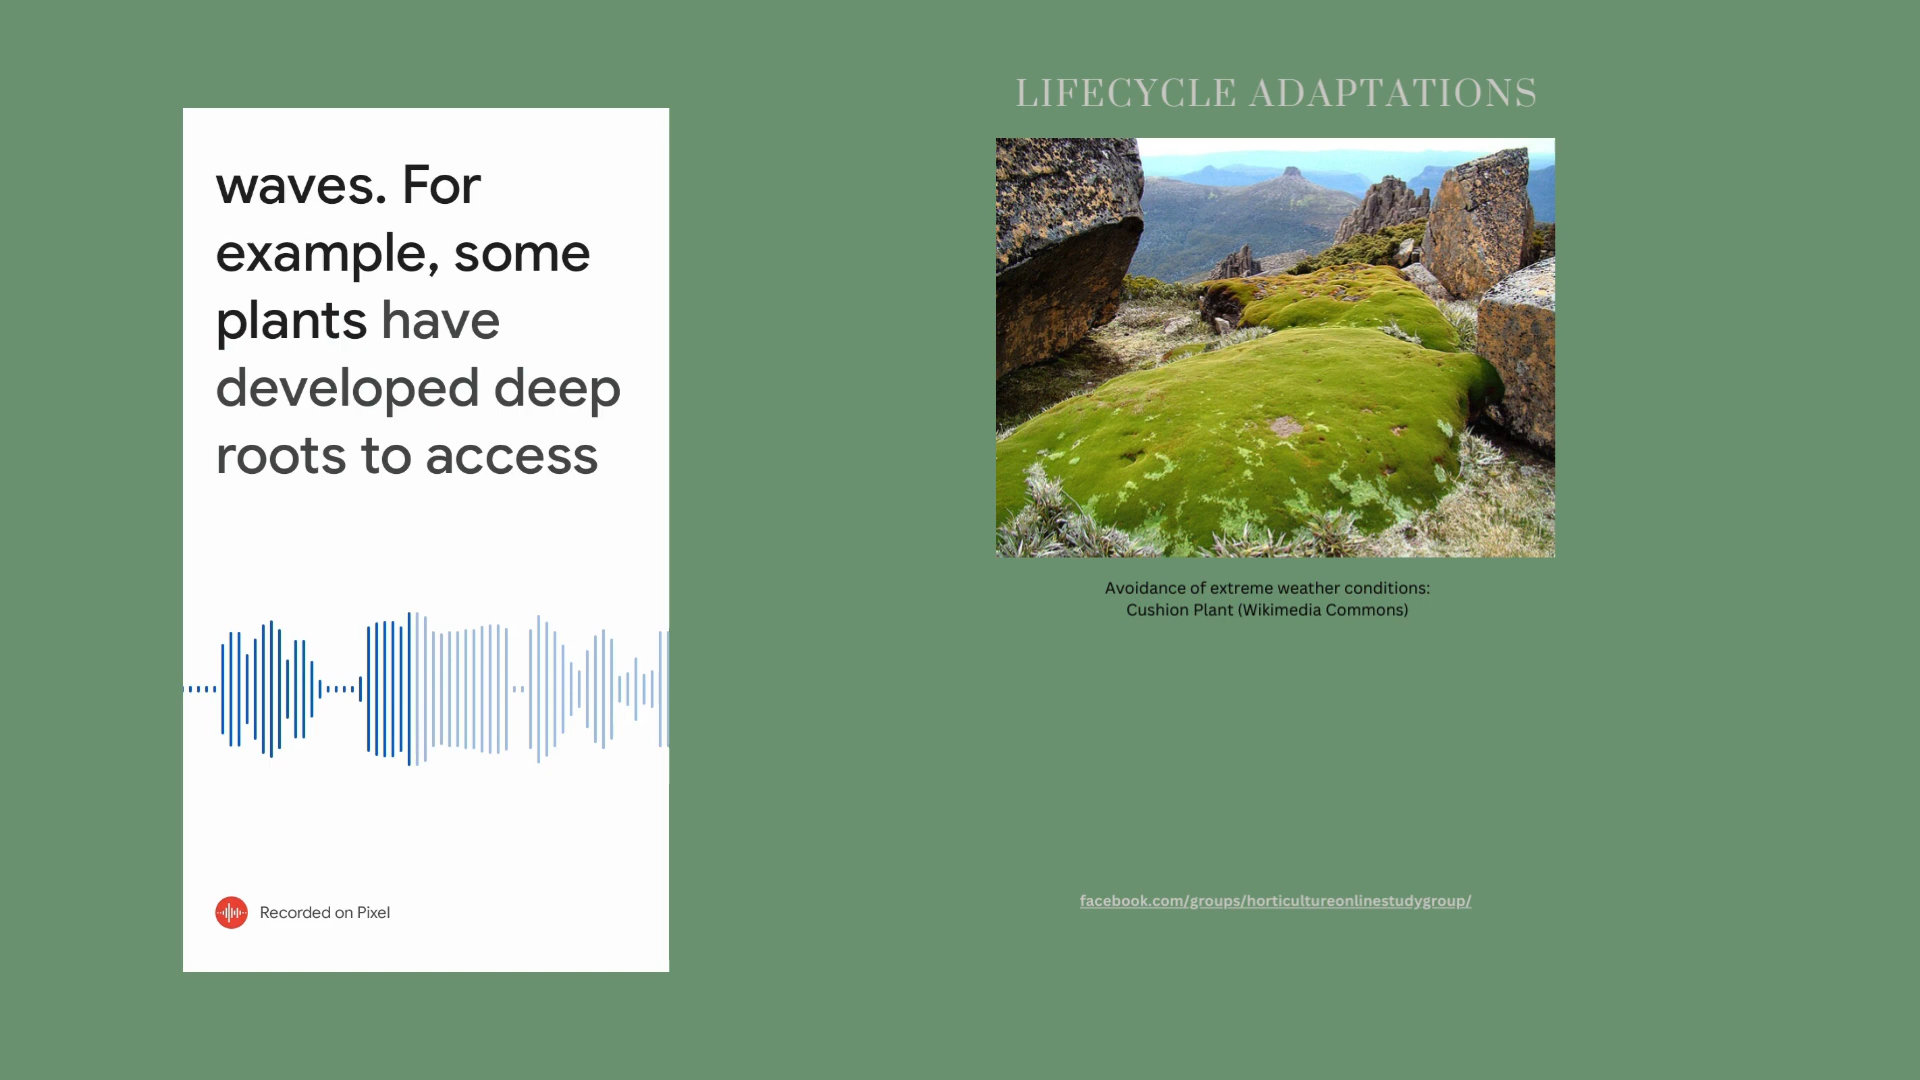 waves. For
example, some
plants have
developed deep
roots to access
Recorded on Pixel
LIFECYCLE ADAPTATIONS
Avoidance of extreme weather conditions:
Cushion Plant (Wikimedia Commons)
facebook.com/groups/horticultureonlinestudygroup/